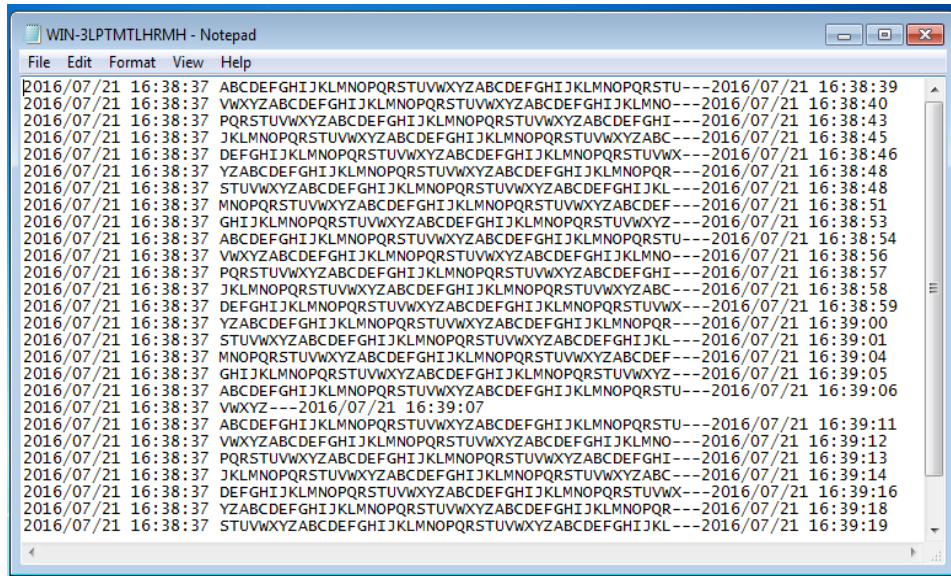 WIN-3LPTMTLHRMH - Notepad
File Edit Format View Help
2016/07/21 16:38:37 ABCDEFGHIJKLMNOPQRSTUVWXYZABCDEFGHIJKLMNOPQRSTU---2016/07/21 16:38:39
2016/07/21 16:38:37 VWXYZABCDEFGHIJKLMNOPQRSTUVWXYZABCDEFGHIJKLMNO---2016/07/21 16:38:40
2016/07/21 16:38:37 PQRSTUVWXYZABCDEFGHIJKLMNOPQRSTUVWXYZABCDEFGHI---2016/07/21 16:38:43
2016/07/21 16:38:37 JKLMNOPQRSTUVWXYZABCDEFGHIJKLMNOPQRSTUVWXYZABC---2016/07/21 16:38:45
2016/07/21 16:38:37 DEFGHIJKLMNOPQRSTUVWXYZABCDEFGHIJKLMNOPQRSTUVWX---2016/07/21 16:38:46
2016/07/21 16:38:37 YZABCDEFGHIJKLMNOPQRSTUVWXYZABCDEFGHIJKLMNOPQR---2016/07/21 16:38:48
2016/07/21 16:38:37 STUVWXYZABCDEFGHIJKLMNOPQRSTUVWXYZABCDEFGHIJKL---2016/07/21 16:38:48
2016/07/21 16:38:37 MNOPQRSTUVWXYZABCDEFGHIJKLMNOPQRSTUVWXYZABCDEF---2016/07/21 16:38:51
2016/07/21 16:38:37 GHIJKLMNOPQRSTUVWXYZABCDEFGHIJKLMNOPQRSTUVWXYZ---2016/07/21 16:38:53
2016/07/21 16:38:37 ABCDEFGHIJKLMNOPQRSTUVWXYZABCDEFGHIJKLMNOPQRSTU---2016/07/21 16:38:54
2016/07/21 16:38:37 VWXYZABCDEFGHIJKLMNOPQRSTUVWXYZABCDEFGHIJKLMNO---2016/07/21 16:38:56
2016/07/21 16:38:37 PQRSTUVWXYZABCDEFGHIJKLMNOPQRSTUVWXYZABCDEFGHI---2016/07/21 16:38:57
2016/07/21 16:38:37 JKLMNOPQRSTUVWXYZABCDEFGHIJKLMNOPQRSTUVWXYZABC---2016/07/21 16:38:58
2016/07/21 16:38:37 DEFGHIJKLMNOPQRSTUVWXYZABCDEFGHIJKLMNOPQRSTUVWX---2016/07/21 16:38:59
2016/07/21 16:38:37 YZABCDEFGHIJKLMNOPQRSTUVWXYZABCDEFGHIJKLMNOPQR---2016/07/21 16:39:00
2016/07/21 16:38:37 STUVWXYZABCDEFGHIJKLMNOPQRSTUVWXYZABCDEFGHIJKL---2016/07/21 16:39:01
2016/07/21 16:38:37 MNOPQRSTUVWXYZABCDEFGHIJKLMNOPQRSTUVWXYZABCDEF---2016/07/21 16:39:04
2016/07/21 16:38:37 GHIJKLMNOPQRSTUVWXYZABCDEFGHIJKLMNOPQRSTUVWXYZ---2016/07/21 16:39:05
2016/07/21 16:38:37 ABCDEFGHIJKLMNOPQRSTUVWXYZABCDEFGHIJKLMNOPQRSTU---2016/07/21 16:39:06
2016/07/21 16:38:37 VWXYZ---2016/07/21 16:39:07
2016/07/21 16:38:37 ABCDEFGHIJKLMNOPQRSTUVWXYZABCDEFGHIJKLMNOPQRSTU---2016/07/21 16:39:11
2016/07/21 16:38:37 VWXYZABCDEFGHIJKLMNOPQRSTUVWXYZABCDEFGHIJKLMNO---2016/07/21 16:39:12
2016/07/21 16:38:37 PQRSTUVWXYZABCDEFGHIJKLMNOPQRSTUVWXYZABCDEFGHI---2016/07/21 16:39:13
2016/07/21 16:38:37 JKLMNOPQRSTUVWXYZABCDEFGHIJKLMNOPQRSTUVWXYZABC---2016/07/21 16:39:14
2016/07/21 16:38:37 DEFGHIJKLMNOPQRSTUVWXYZABCDEFGHIJKLMNOPQRSTUVWX---2016/07/21 16:39:16
2016/07/21 16:38:37 YZABCDEFGHIJKLMNOPQRSTUVWXYZABCDEFGHIJKLMNOPQR---2016/07/21 16:39:18
2016/07/21 16:38:37 STUVWXYZABCDEFGHIJKLMNOPQRSTUVWXYZABCDEFGHIJKL---2016/07/21 16:39:19